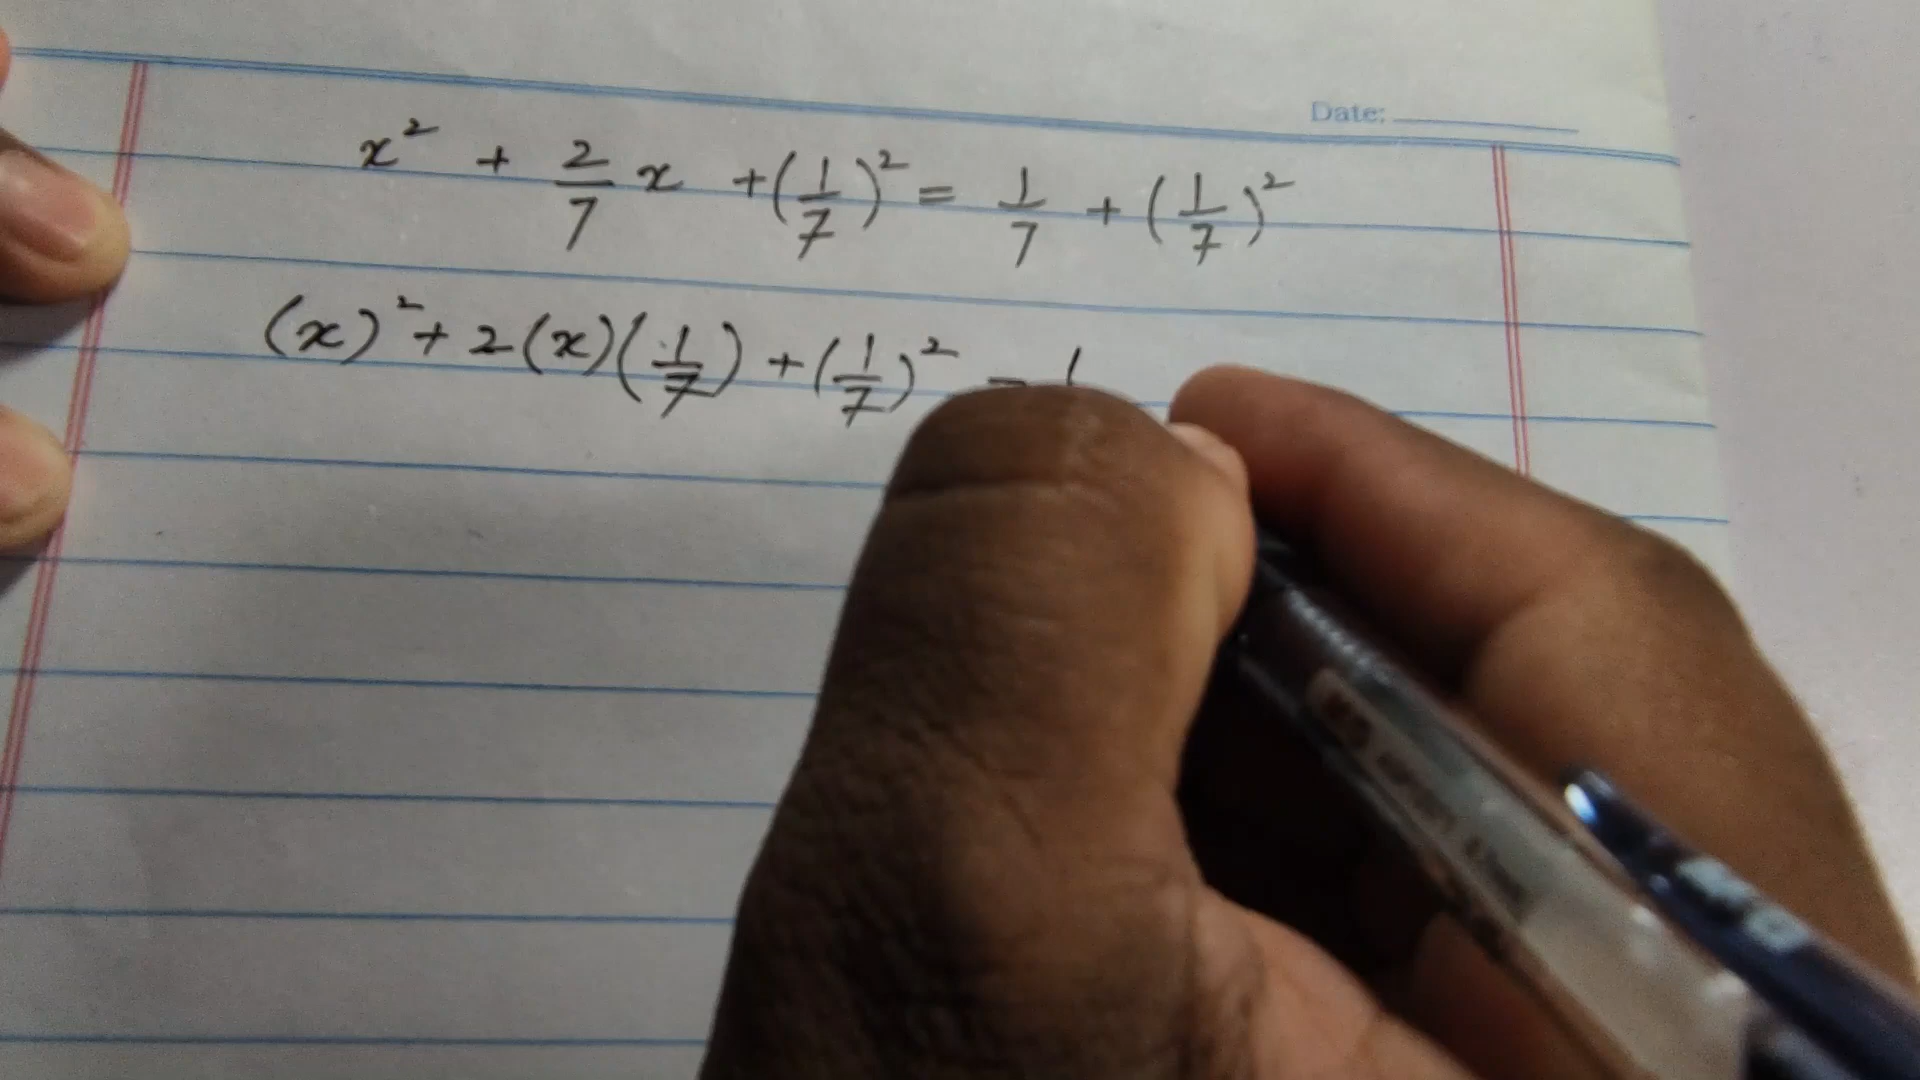 Date:
x² + 2/7 x + (1/7)² = 1/7 + (1/7)²
(x)² + 2(x)(1/7) + (1/7)² = 1